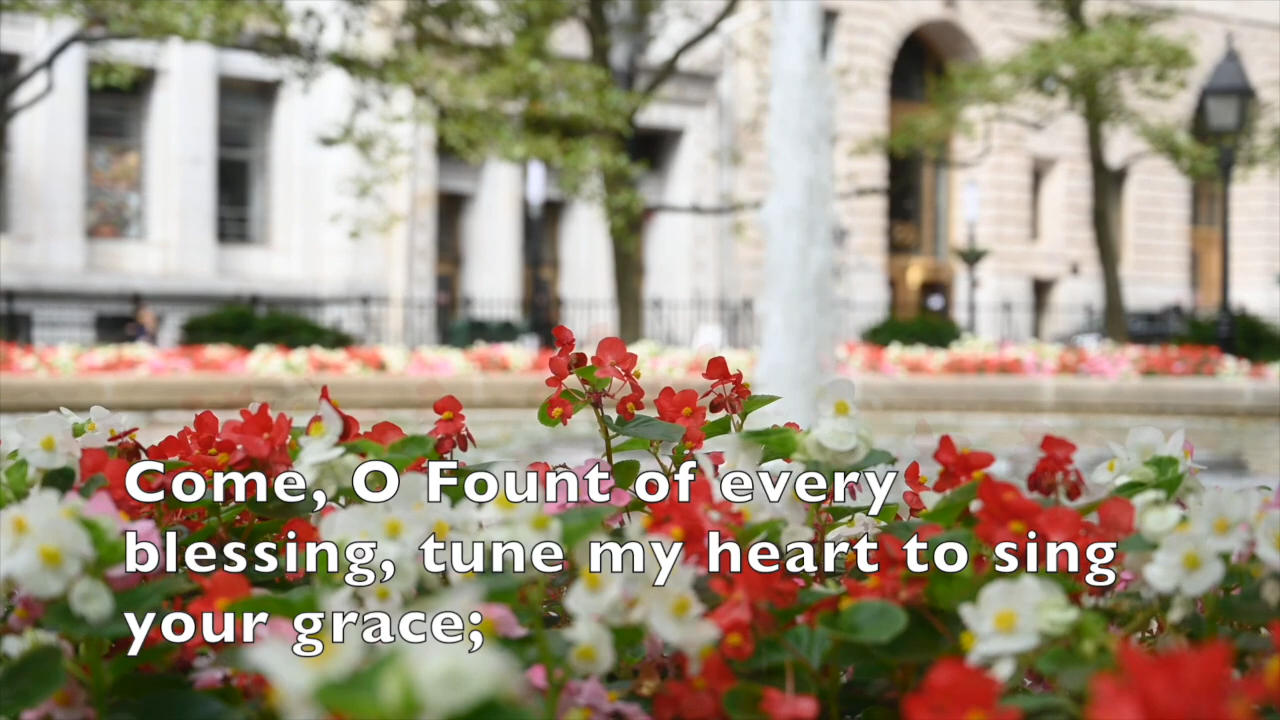 Come, O Fount of every
blessing, tune my heart to sing
your grace;